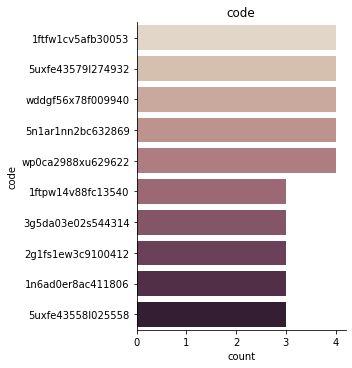 code
1ftfw1cv5afb30053
5uxfe43579l274932
wddgf56x78f009940
5n1ar1nn2bc632869
wp0ca2988xu629622
1ftpw14v88fc13540
3g5da03e02s544314
2g1fs1ew3c9100412
1n6ad0er8ac411806
5uxfe43558l025558
code
0 1 2 3 4
count